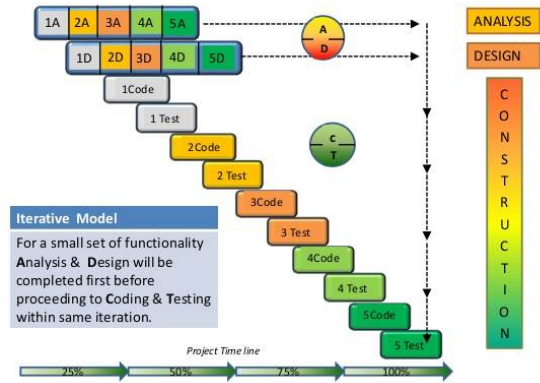 1A 2A 3A 4A 5A
1D 2D 3D 4D 5D
A
D
ANALYSIS
DESIGN
1Code
1 Test
C
T
2Code
2 Test
3Code
3 Test
4Code
4 Test
5Code
5 Test
C
O
N
S
T
R
U
C
T
I
O
N
Iterative Model
For a small set of functionality
Analysis & Design will be
completed first before
proceeding to Coding & Testing
within same iteration.
Project Time line
25% 50% 75% 100%